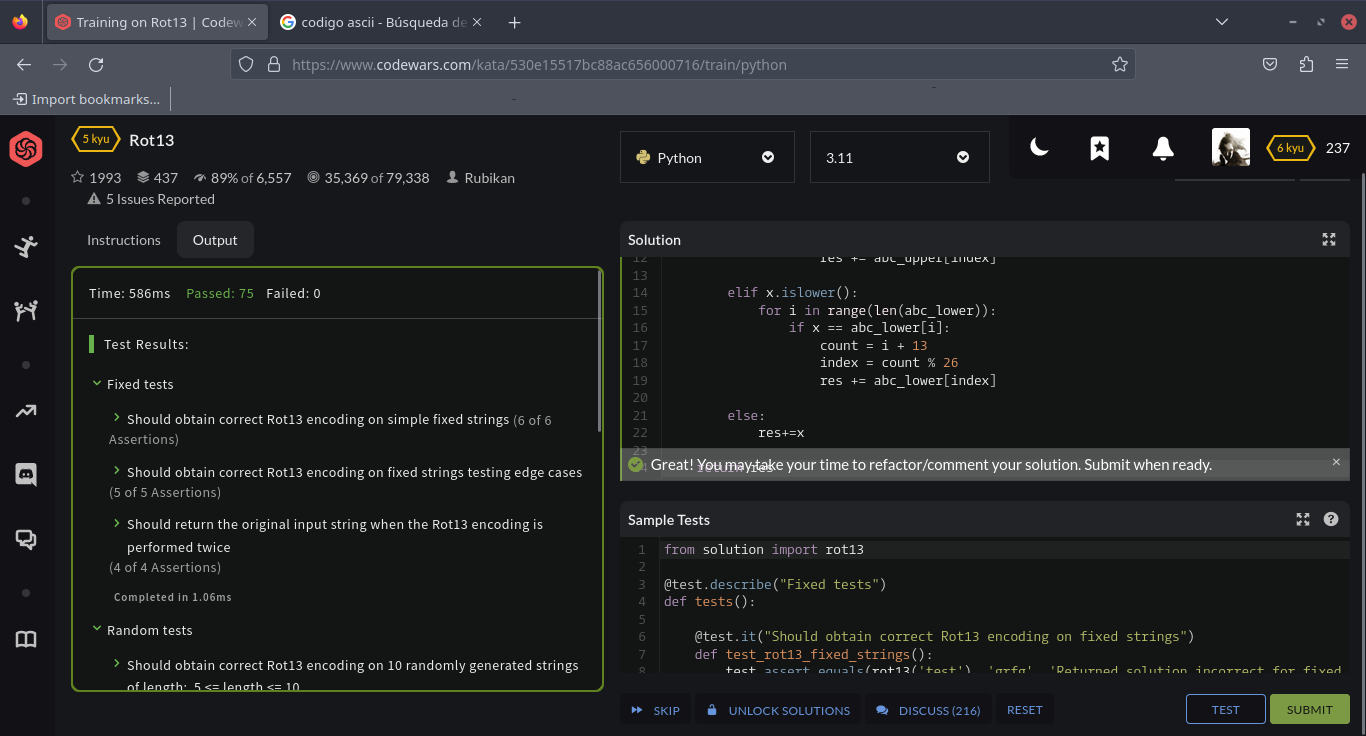 Training on Rot13 | Codew
codigo ascii - Búsqueda de
https://www.codewars.com/kata/530e15517bc88ac656000716/train/python
Import bookmarks...
5 kyu Rot13
1993 437 89% of 6,557 35,369 of 79,338 Rubikan
5 Issues Reported
Python
3.11
6 kyu 237
Instructions Output
Time: 586ms Passed: 75 Failed: 0
Test Results:
Fixed tests
Should obtain correct Rot13 encoding on simple fixed strings (6 of 6
Assertions)
Should obtain correct Rot13 encoding on fixed strings testing edge cases
(5 of 5 Assertions)
Should return the original input string when the Rot13 encoding is
performed twice
(4 of 4 Assertions)
Completed in 1.06ms
Random tests
Should obtain correct Rot13 encoding on 10 randomly generated strings
of length: 5 <= length <= 10
Solution
12 res += abc_upper[index]
13
14 elif x.islower():
15 for i in range(len(abc_lower)):
16 if x == abc_lower[i]:
17 count = i + 13
18 index = count % 26
19 res += abc_lower[index]
20
21 else:
22 res+=x
23
24 return res
Great! You may take your time to refactor/comment your solution. Submit when ready.
Sample Tests
1 from solution import rot13
2
3 @test.describe("Fixed tests")
4 def tests():
5
6 @test.it("Should obtain correct Rot13 encoding on fixed strings")
7 def test_rot13_fixed_strings():
8 test.assert_equals(rot13('test'), 'grfg', 'Returned solution incorrect for fixed
SKIP UNLOCK SOLUTIONS DISCUSS (216) RESET TEST SUBMIT